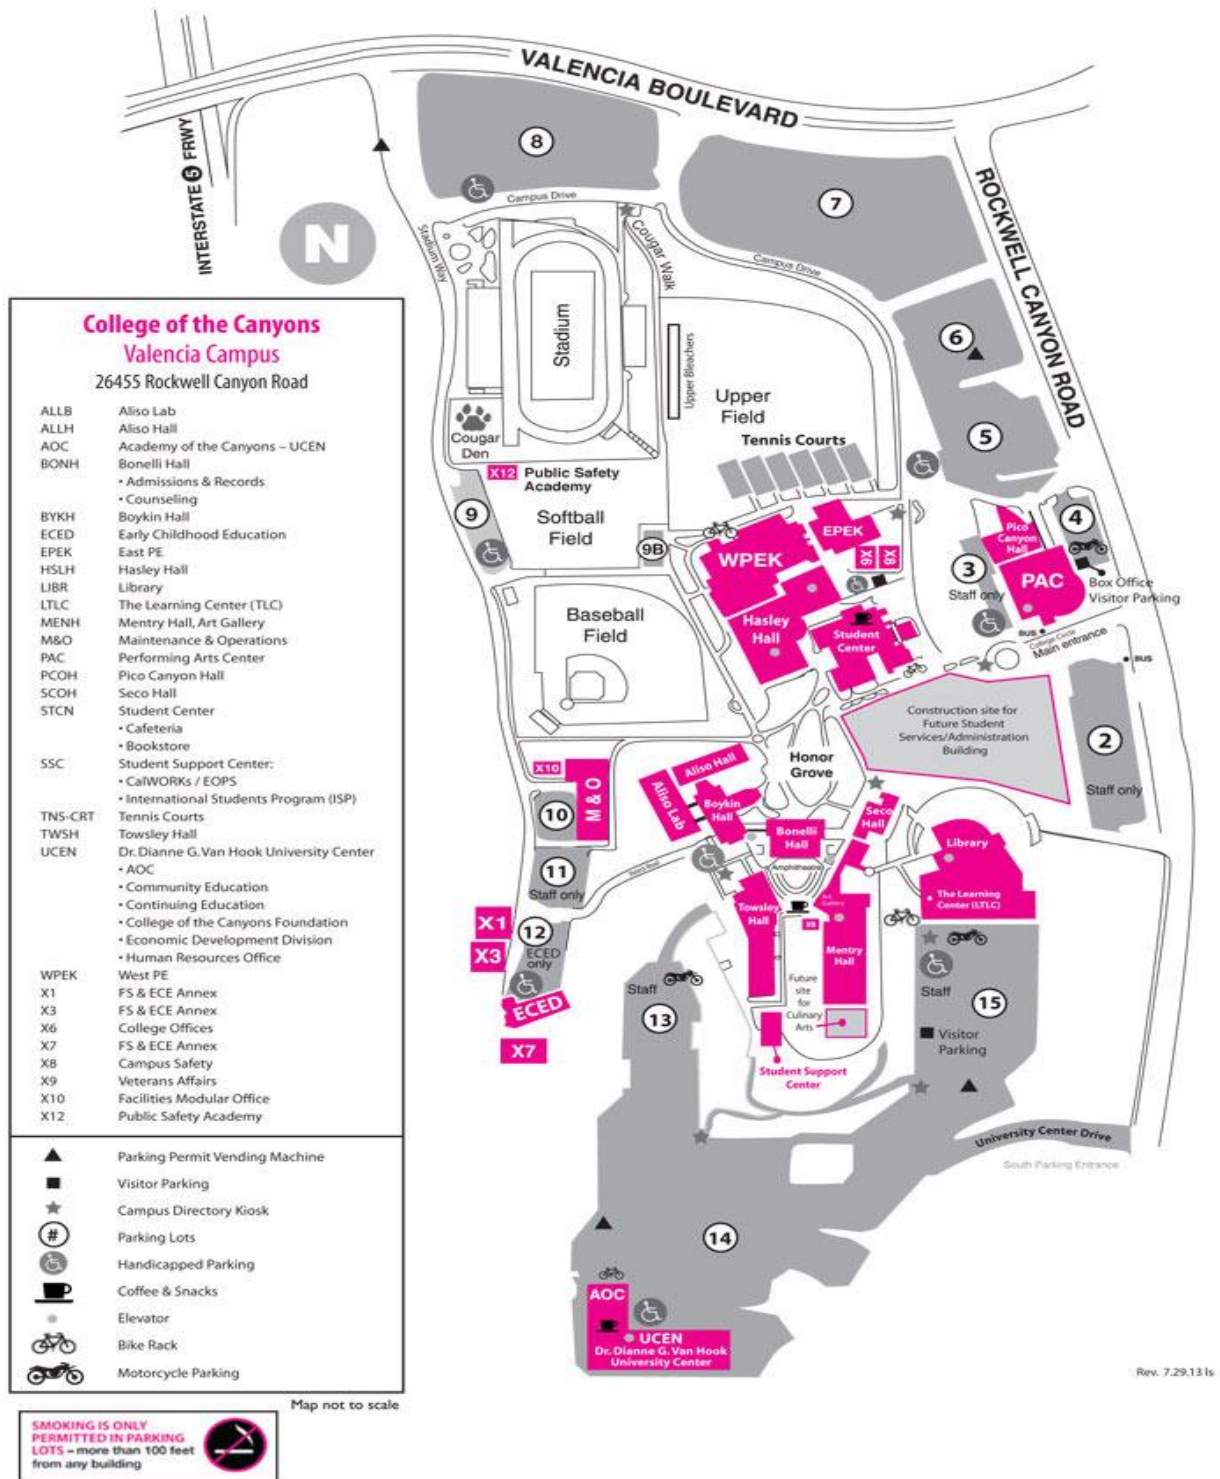 VALENCIA BOULEVARD
INTERSTATE 5 FRWY
ROCKWELL CANYON ROAD
N
8
7
Campus Drive
Stadium Way
Cougar Walk
Campus Drive
Stadium
Upper Bleachers
6
5
Upper
Field
Tennis Courts
Cougar
Den
X12 Public Safety
Academy
9
Softball
Field
9B
WPEK
EPEK
X6
X8
Pico
Canyon
Hall
4
3
Staff only
PAC
Box Office
Visitor Parking
BUS
College Circle
Main entrance
BUS
Baseball
Field
Hasley
Hall
Student
Center
Construction site for
Future Student
Services/Administration
Building
2
Staff only
Honor
Grove
X10
M & O
Aliso Hall
Aliso Lab
Boykin
Hall
Bonelli
Hall
Seco
Hall
10
11
Staff only
Amphitheatre
Library
The Learning
Center (LTLC)
X1
X3
12
ECED
only
ECED
X7
Towsley
Hall
Art
Gallery
Mentry
Hall
Future
site
for
Culinary
Arts
Staff
13
Staff
15
Visitor
Parking
Student Support
Center
University Center Drive
South Parking Entrance
14
AOC
UCEN
Dr. Dianne G. Van Hook
University Center
College of the Canyons
Valencia Campus
26455 Rockwell Canyon Road
ALLB Aliso Lab
ALLH Aliso Hall
AOC Academy of the Canyons – UCEN
BONH Bonelli Hall
• Admissions & Records
• Counseling
BYKH Boykin Hall
ECED Early Childhood Education
EPEK East PE
HSLH Hasley Hall
LIBR Library
LTLC The Learning Center (TLC)
MENH Mentry Hall, Art Gallery
M&O Maintenance & Operations
PAC Performing Arts Center
PCOH Pico Canyon Hall
SCOH Seco Hall
STCN Student Center
• Cafeteria
• Bookstore
SSC Student Support Center:
• CalWORKs / EOPS
• International Students Program (ISP)
TNS-CRT Tennis Courts
TWSH Towsley Hall
UCEN Dr. Dianne G. Van Hook University Center
• AOC
• Community Education
• Continuing Education
• College of the Canyons Foundation
• Economic Development Division
• Human Resources Office
WPEK West PE
X1 FS & ECE Annex
X3 FS & ECE Annex
X6 College Offices
X7 FS & ECE Annex
X8 Campus Safety
X9 Veterans Affairs
X10 Facilities Modular Office
X12 Public Safety Academy
Parking Permit Vending Machine
Visitor Parking
Campus Directory Kiosk
# Parking Lots
Handicapped Parking
Coffee & Snacks
Elevator
Bike Rack
Motorcycle Parking
Map not to scale
Rev. 7.29.13 ls
SMOKING IS ONLY
PERMITTED IN PARKING
LOTS – more than 100 feet
from any building